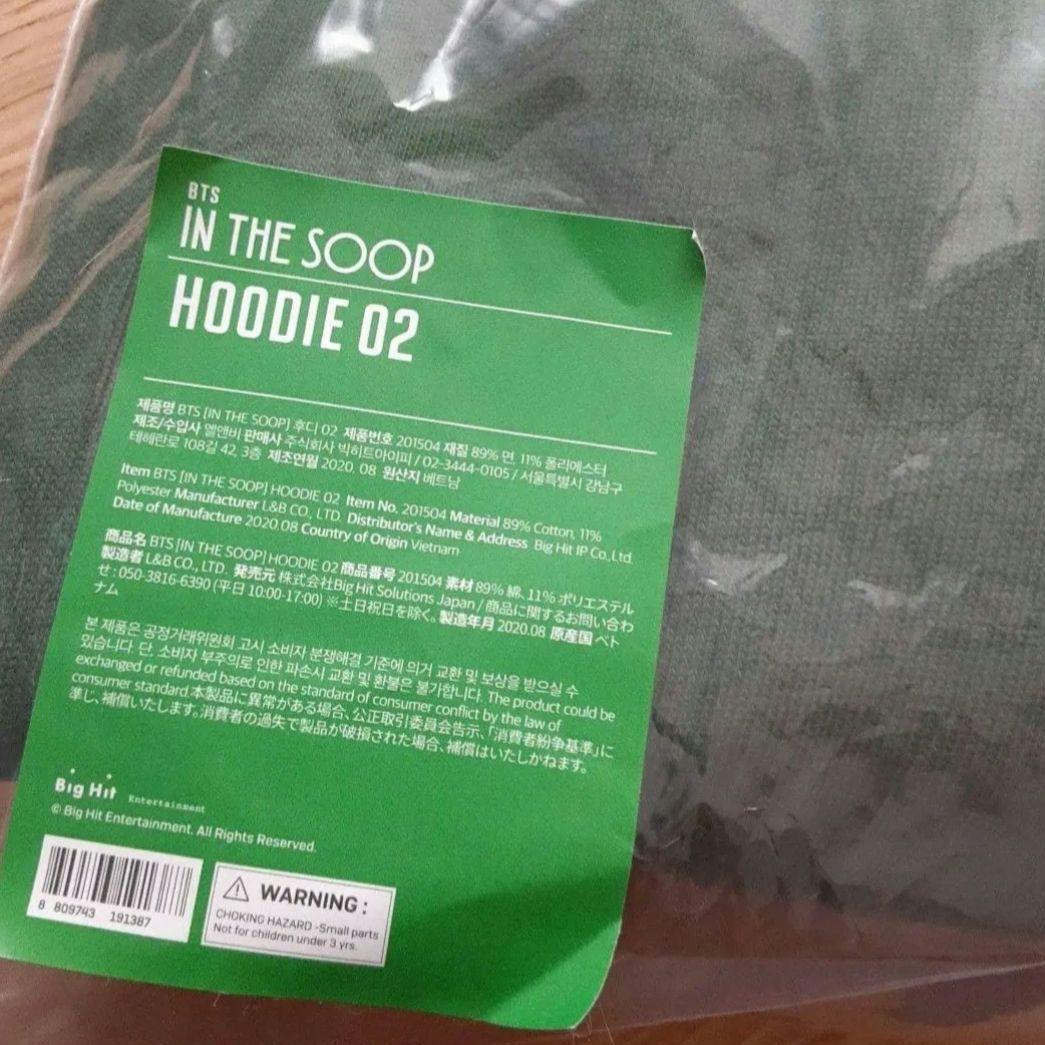 BTS
IN THE SOOP
HOODIE 02
제품명 BTS [IN THE SOOP] 후디 02 제품번호 201504 재질 89% 면, 11% 폴리에스터
제조/수입사 엘앤비 판매사 주식회사 빅히트아이피 / 02-3444-0105 / 서울특별시 강남구
테헤란로 108길 42, 3층 제조연월 2020. 08 원산지 베트남
Item BTS [IN THE SOOP] HOODIE 02 Item No. 201504 Material 89% Cotton, 11%
Polyester Manufacturer L&B CO., LTD. Distributor's Name & Address Big Hit IP Co., Ltd.
Date of Manufacture 2020.08 Country of Origin Vietnam
商品名 BTS [IN THE SOOP] HOODIE 02 商品番号 201504 素材 89% 綿、11% ポリエステル
製造者 L&B CO., LTD. 発売元 株式会社Big Hit Solutions Japan / 商品に関するお問い合わ
せ : 050-3816-6390 (平日 10:00-17:00) ※土日祝日を除く。製造年月 2020.08 原産国 ベト
ナム
본 제품은 공정거래위원회 고시 소비자 분쟁해결 기준에 의거 교환 및 보상을 받으실 수
있습니다. 단, 소비자 부주의로 인한 파손시 교환 및 환불은 불가합니다. The product could be
exchanged or refunded based on the standard of consumer conflict by the law of
consumer standard.本製品に異常がある場合、公正取引委員会告示、「消費者紛争基準」に
準じ、補償いたします。消費者の過失で製品が破損された場合、補償はいたしかねます。
Big Hit Entertainment
© Big Hit Entertainment. All Rights Reserved.
8 809743 191387
WARNING :
CHOKING HAZARD -Small parts
Not for children under 3 yrs.